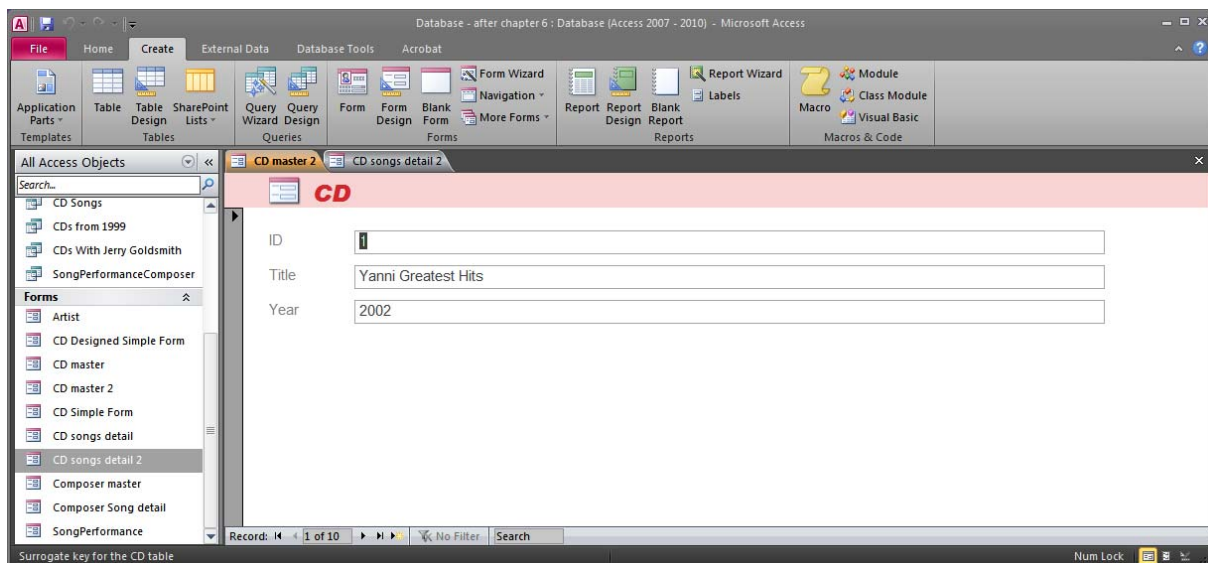 Database - after chapter 6 : Database (Access 2007 - 2010) - Microsoft Access
File Home Create External Data Database Tools Acrobat
Application Parts
Table
Table Design
SharePoint Lists
Query Wizard
Query Design
Form
Form Design
Blank Form
Form Wizard
Navigation
More Forms
Report
Report Design
Blank Report
Report Wizard
Labels
Macro
Module
Class Module
Visual Basic
Templates Tables Queries Forms Reports Macros & Code
All Access Objects
Search...
CD Songs
CDs from 1999
CDs With Jerry Goldsmith
SongPerformanceComposer
Forms
Artist
CD Designed Simple Form
CD master
CD master 2
CD Simple Form
CD songs detail
CD songs detail 2
Composer master
Composer Song detail
SongPerformance
CD master 2 CD songs detail 2
CD
ID 1
Title Yanni Greatest Hits
Year 2002
Record: 1 of 10 No Filter Search
Surrogate key for the CD table Num Lock